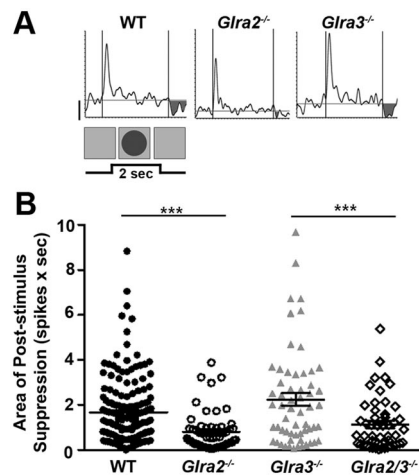 A
WT
Glra2-/-
Glra3-/-
2 sec
B
Area of Post-stimulus
Suppression (spikes x sec)
10
8
6
4
2
0
***
***
WT
Glra2-/-
Glra3-/-
Glra2/3-/-